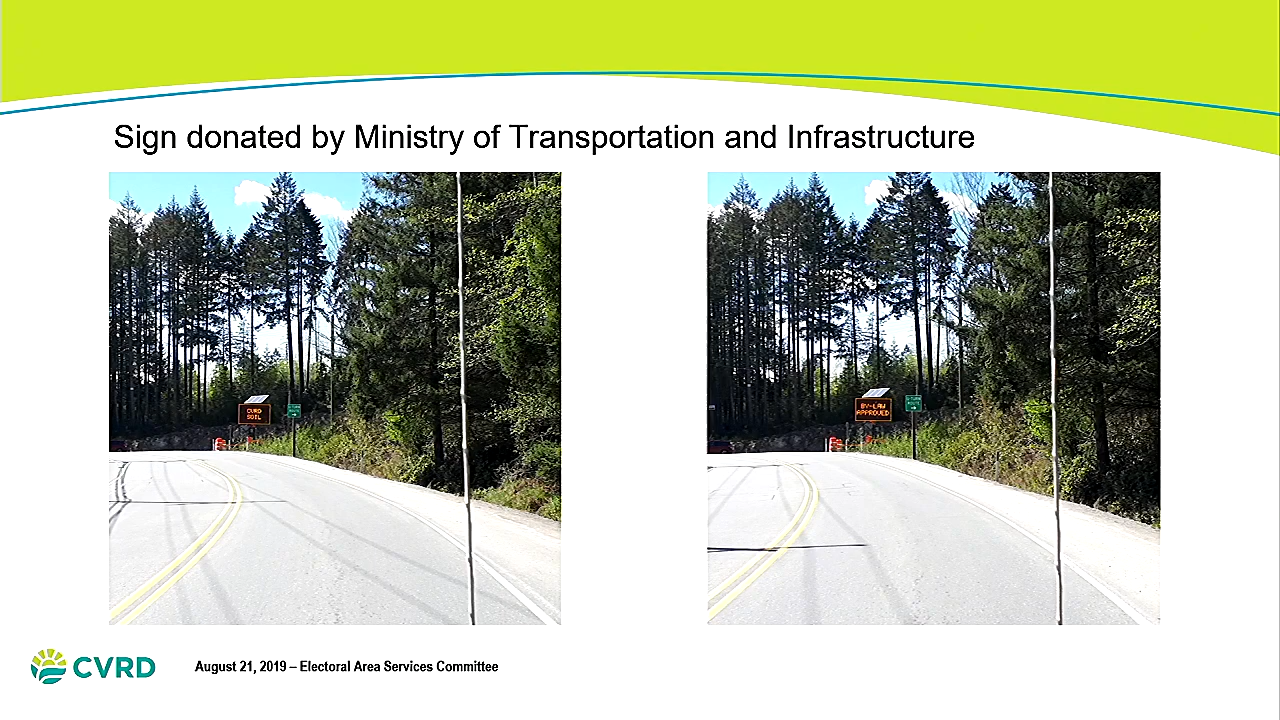 Sign donated by Ministry of Transportation and Infrastructure
CVRD
SOIL
BY-LAW
APPROVED
CVRD
August 21, 2019 – Electoral Area Services Committee